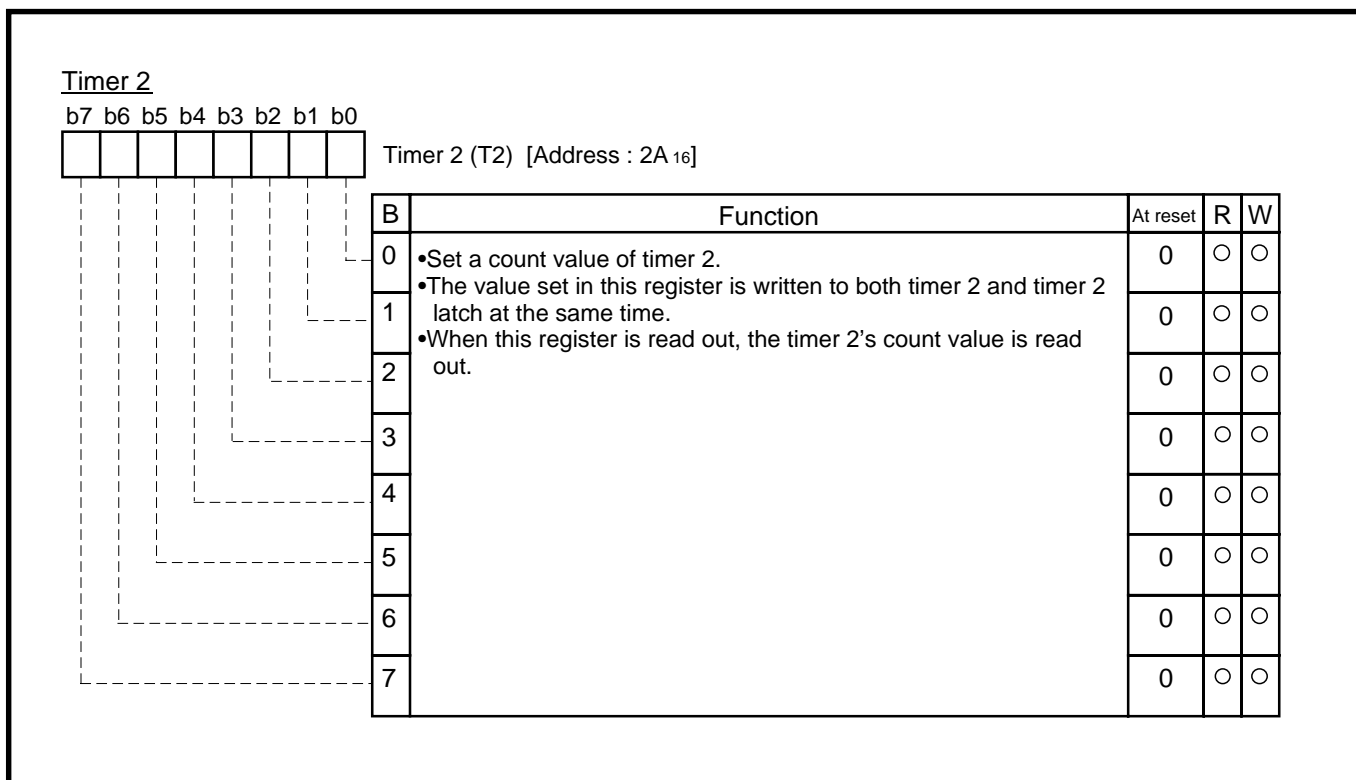 Timer 2
b7 b6 b5 b4 b3 b2 b1 b0
Timer 2 (T2) [Address : 2A 16]
B Function At reset R W
0 •Set a count value of timer 2. 0 ○ ○
•The value set in this register is written to both timer 2 and timer 2
1 latch at the same time. 0 ○ ○
•When this register is read out, the timer 2’s count value is read
2 out. 0 ○ ○
3 0 ○ ○
4 0 ○ ○
5 0 ○ ○
6 0 ○ ○
7 0 ○ ○